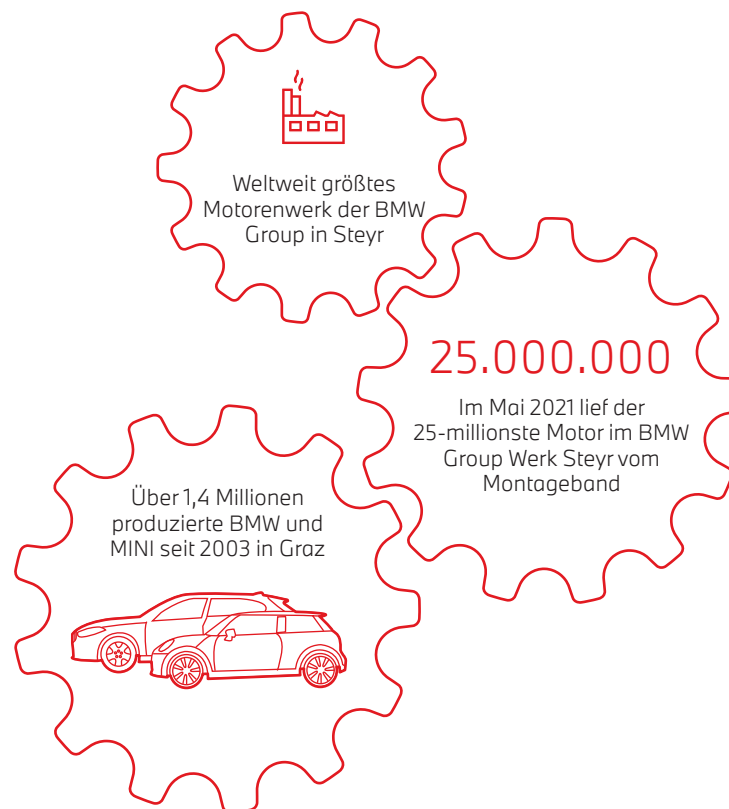 Weltweit größtes
Motorenwerk der BMW
Group in Steyr
25.000.000
Im Mai 2021 lief der
25-millionste Motor im BMW
Group Werk Steyr vom
Montageband
Über 1,4 Millionen
produzierte BMW und
MINI seit 2003 in Graz